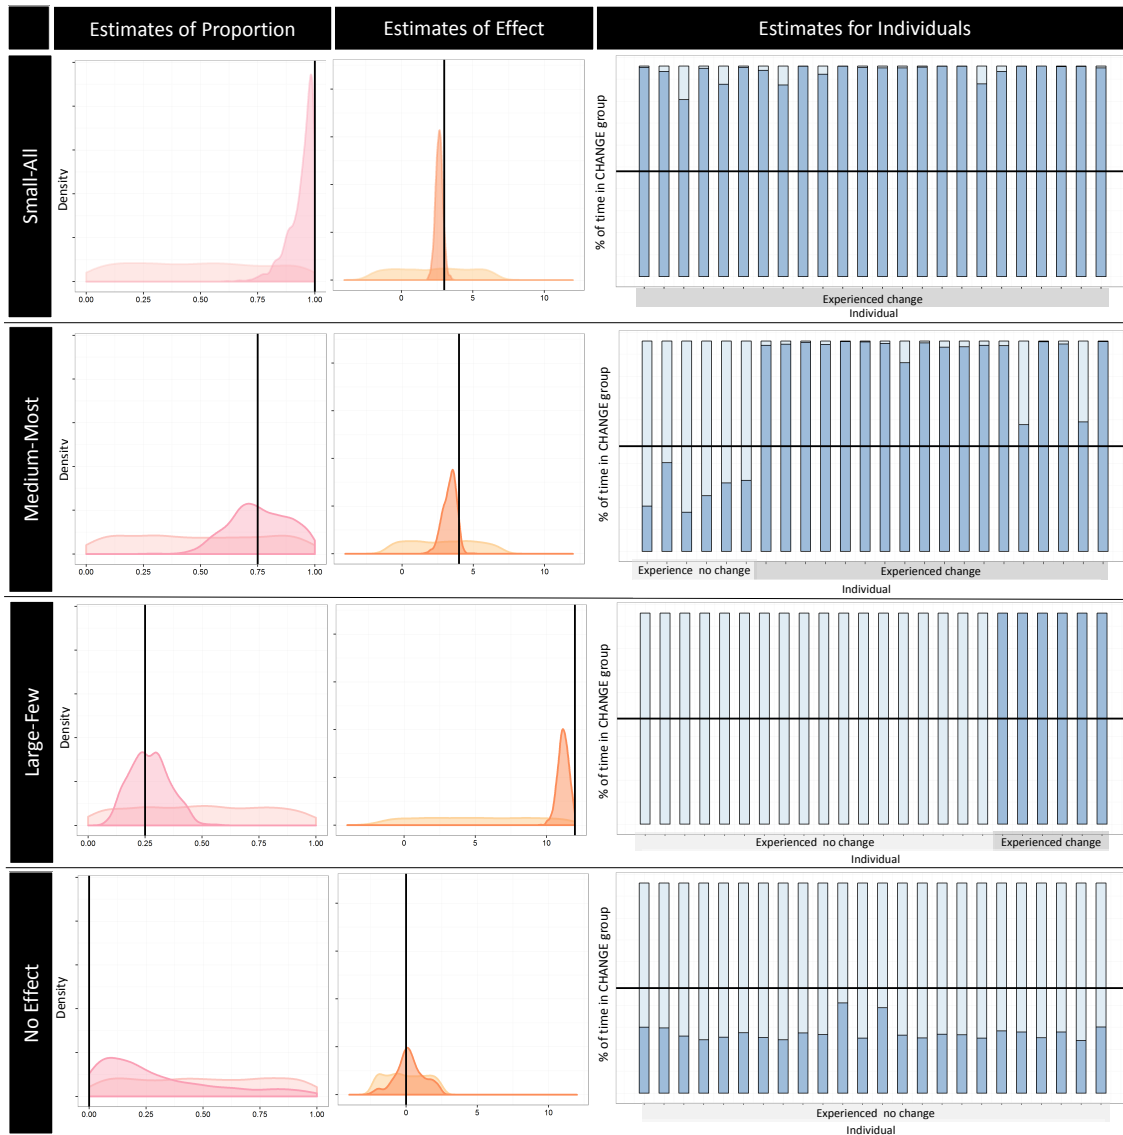 Estimates of Proportion
Estimates of Effect
Estimates for Individuals
Small-All
Density
0.00 0.25 0.50 0.75 1.00
0 5 10
% of time in CHANGE group
Experienced change
Individual
Medium-Most
Density
0.00 0.25 0.50 0.75 1.00
0 5 10
% of time in CHANGE group
Experience no change
Experienced change
Individual
Large-Few
Density
0.00 0.25 0.50 0.75 1.00
0 5 10
% of time in CHANGE group
Experienced no change
Experienced change
Individual
No Effect
Density
0.00 0.25 0.50 0.75 1.00
0 5 10
% of time in CHANGE group
Experienced no change
Individual